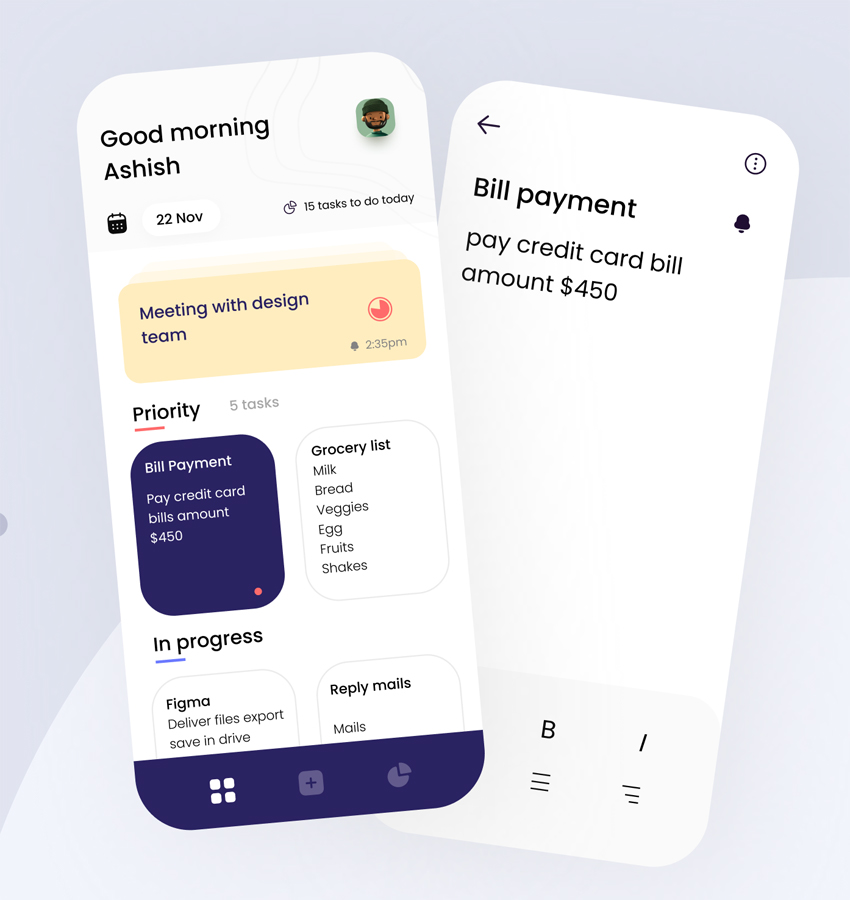 Good morning
Ashish
22 Nov
15 tasks to do today
Meeting with design
team
2:35pm
Priority
5 tasks
Bill Payment
Pay credit card
bills amount
$450
Grocery list
Milk
Bread
Veggies
Egg
Fruits
Shakes
In progress
Figma
Deliver files export
save in drive
Reply mails
Mails
Bill payment
pay credit card bill
amount $450
B
I